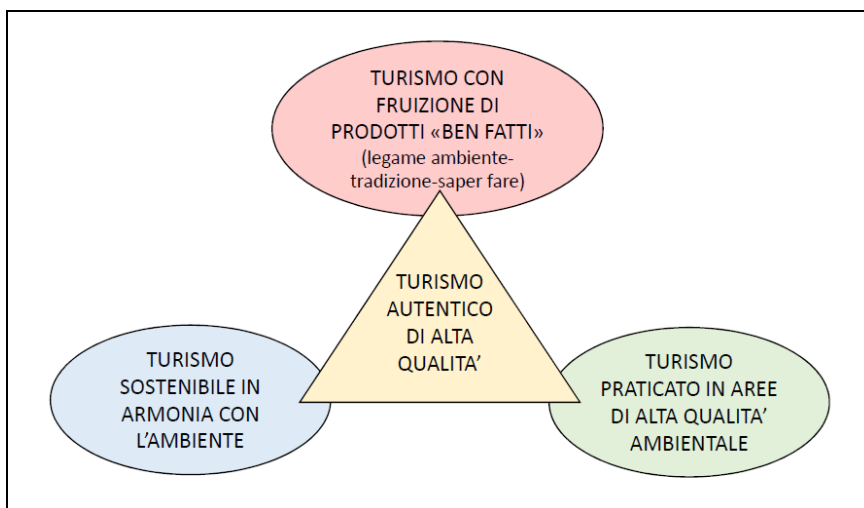 TURISMO CON
FRUIZIONE DI
PRODOTTI «BEN FATTI»
(legame ambiente-
tradizione-saper fare)
TURISMO
AUTENTICO
DI ALTA
QUALITA’
TURISMO
SOSTENIBILE IN
ARMONIA CON
L’AMBIENTE
TURISMO
PRATICATO IN AREE
DI ALTA QUALITA’
AMBIENTALE